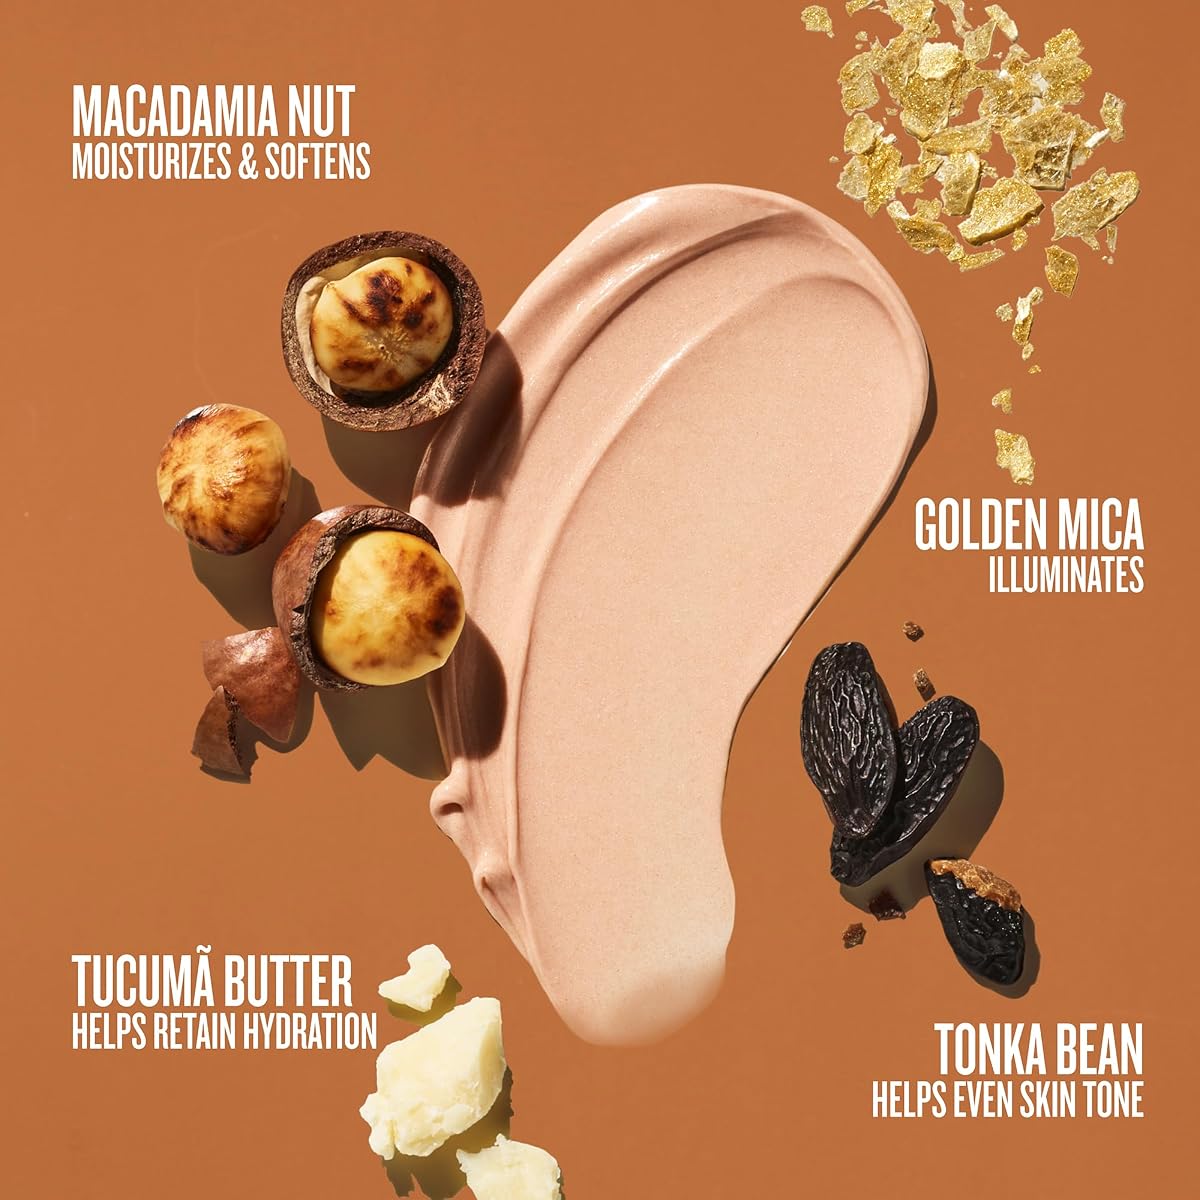 MACADAMIA NUT
MOISTURIZES & SOFTENS
GOLDEN MICA
ILLUMINATES
TUCUMÃ BUTTER
HELPS RETAIN HYDRATION
TONKA BEAN
HELPS EVEN SKIN TONE